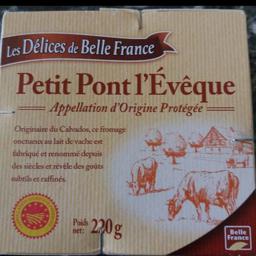 Les Délices de Belle France
Petit Pont l'Évêque
Appellation d'Origine Protégée
Originaire du Calvados, ce fromage
onctueux au lait de vache est
fabriqué et renommé depuis
des siècles et révèle des goûts
subtils et raffinés.
Poids
net: 220g
Belle
France